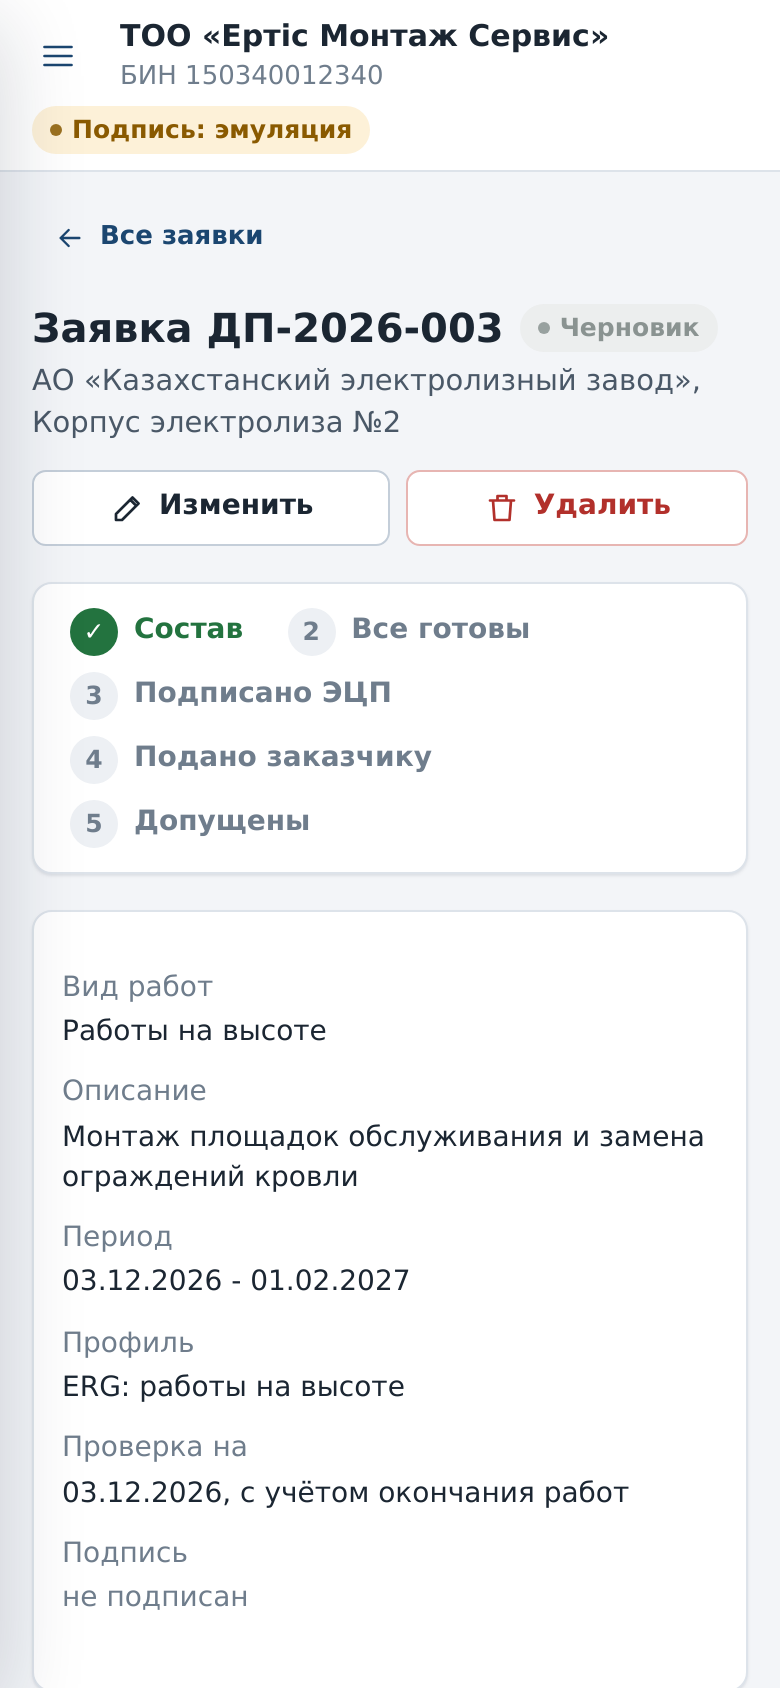 ТОО «Ертіс Монтаж Сервис»
БИН 150340012340
Подпись: эмуляция
← Все заявки
Заявка ДП-2026-003 Черновик
АО «Казахстанский электролизный завод»,
Корпус электролиза №2
Изменить Удалить
✓ Состав 2 Все готовы
3 Подписано ЭЦП
4 Подано заказчику
5 Допущены
Вид работ
Работы на высоте
Описание
Монтаж площадок обслуживания и замена
ограждений кровли
Период
03.12.2026 - 01.02.2027
Профиль
ERG: работы на высоте
Проверка на
03.12.2026, с учётом окончания работ
Подпись
не подписан